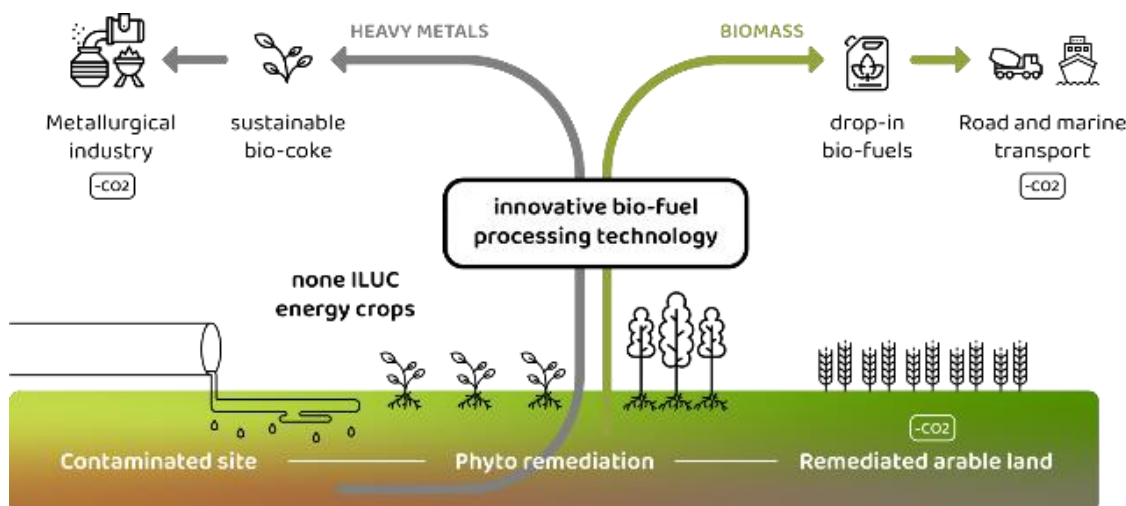 HEAVY METALS
BIOMASS
Metallurgical
industry
-CO2
sustainable
bio-coke
drop-in
bio-fuels
Road and marine
transport
-CO2
innovative bio-fuel
processing technology
none ILUC
energy crops
-CO2
Contaminated site
Phyto remediation
Remediated arable land